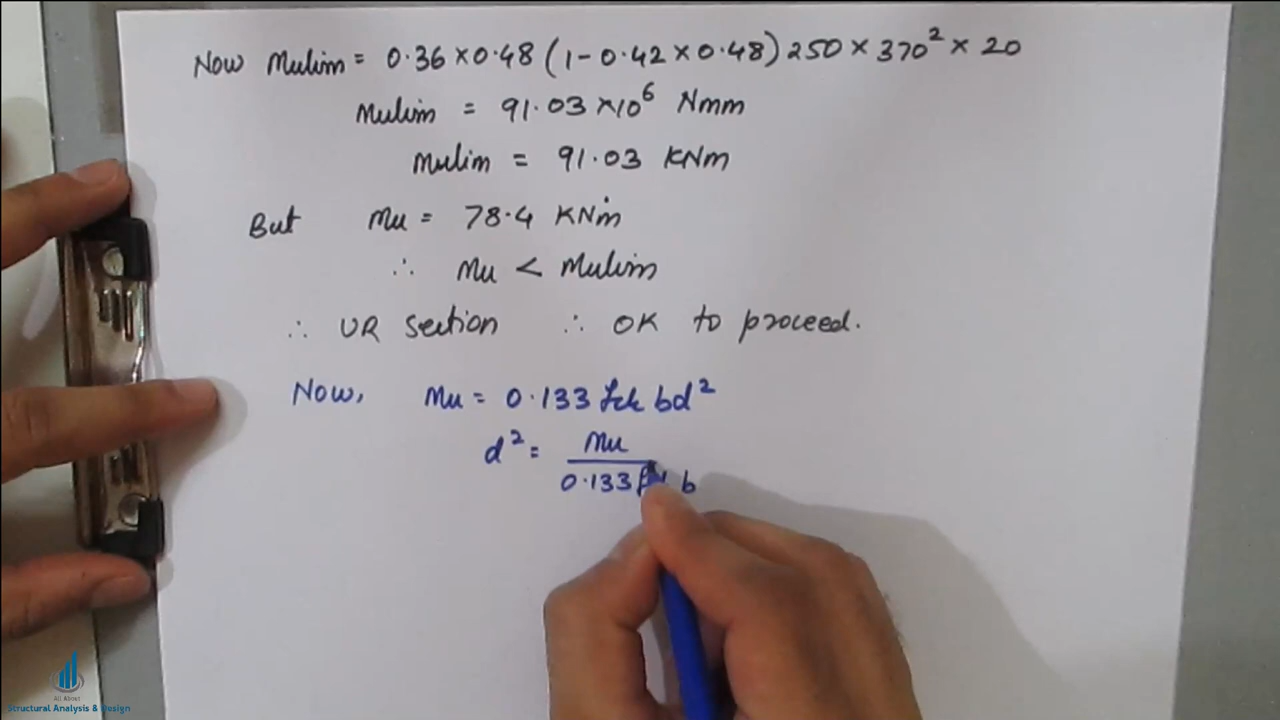 Now Mulim = 0.36 × 0.48 (1 - 0.42 × 0.48) 250 × 370² × 20
Mulim = 91.03 × 10⁶ Nmm
Mulim = 91.03 KNm
But Mu = 78.4 KNm
∴ Mu < Mulim
∴ UR section ∴ OK to proceed.
Now, Mu = 0.133 fck bd²
d² = Mu
0.133 b
All About
Structural Analysis & Design